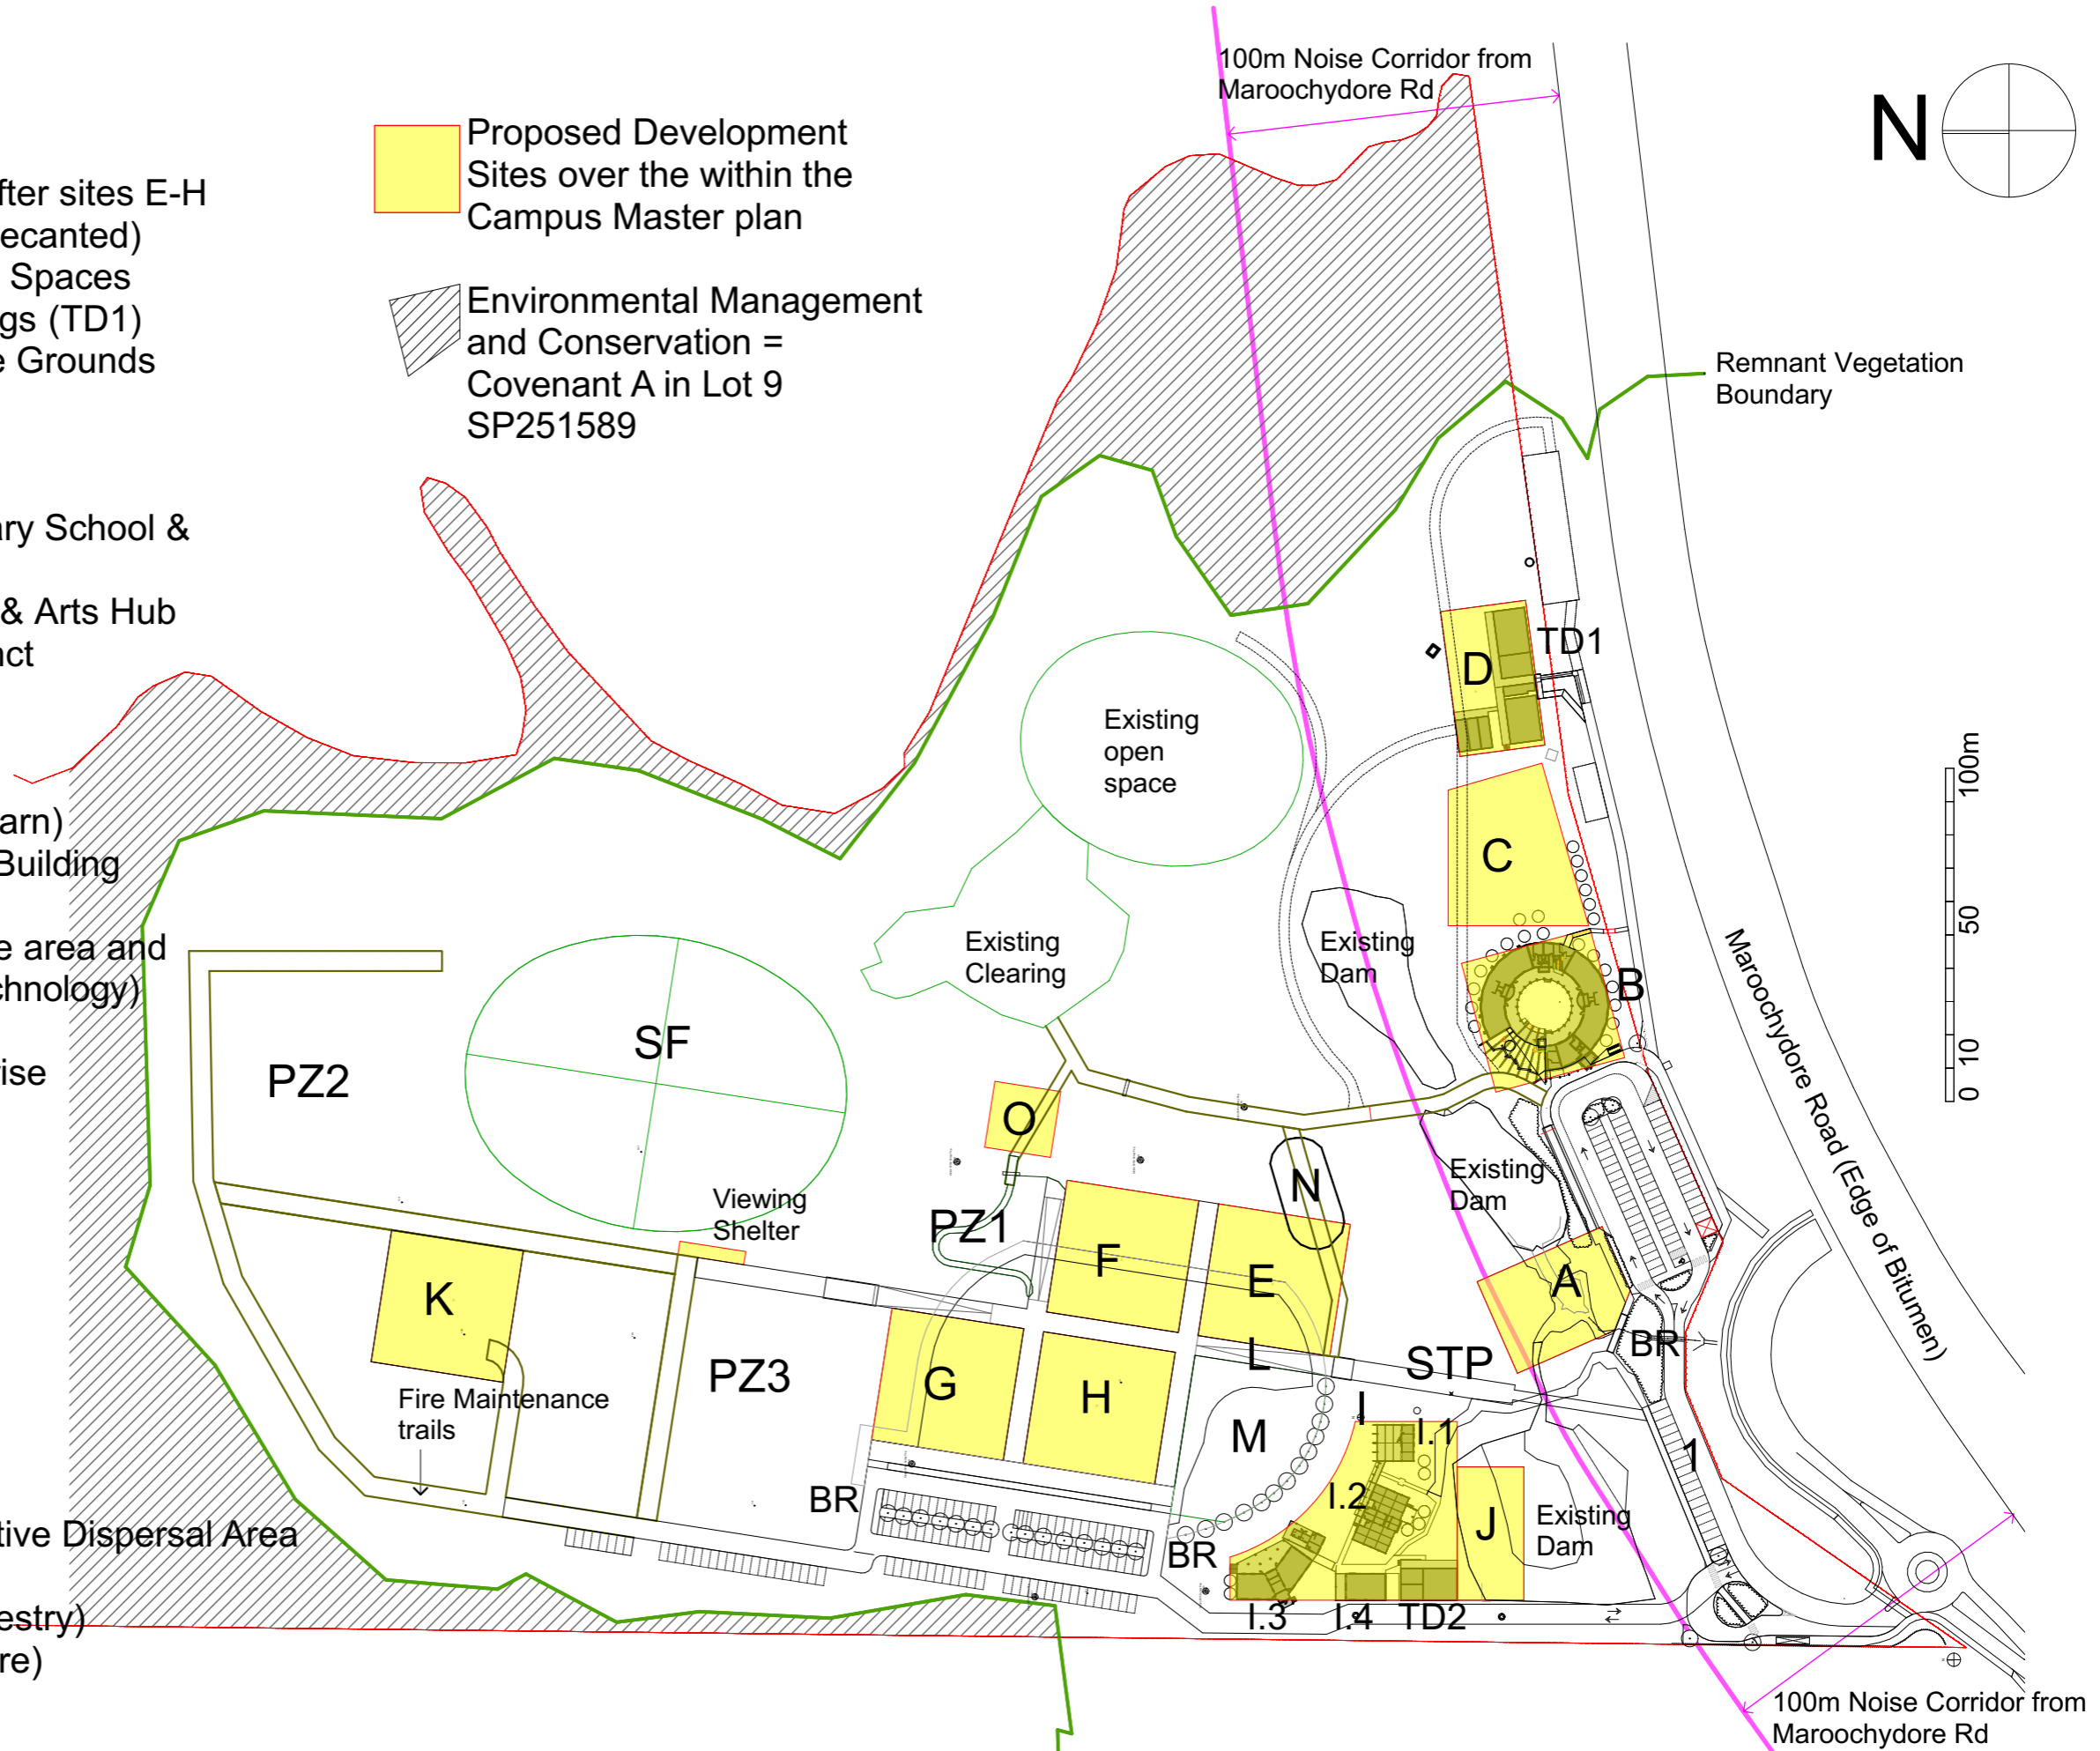 fter sites E-H
ecanted)
Spaces
gs (TD1)
e Grounds
ary School &
& Arts Hub
nct
arn)
Building
e area and
chnology)
rise
tive Dispersal Area
estry)
re)
Proposed Development
Sites over the within the
Campus Master plan
Environmental Management
and Conservation =
Covenant A in Lot 9
SP251589
100m Noise Corridor from
Maroochydore Rd
N
Remnant Vegetation
Boundary
TD1
D
Existing
open
space
C
100m
50
10
0
Existing
Clearing
Existing
Dam
B
Maroochydore Road (Edge of Bitumen)
SF
PZ2
O
Existing
Dam
N
Viewing
Shelter
PZ1
F
E
A
K
L
STP
BR
PZ3
G
H
Fire Maintenance
trails
I
I.1
M
1
I.2
BR
J
Existing
Dam
BR
I.3
I.4
TD2
100m Noise Corridor from
Maroochydore Rd